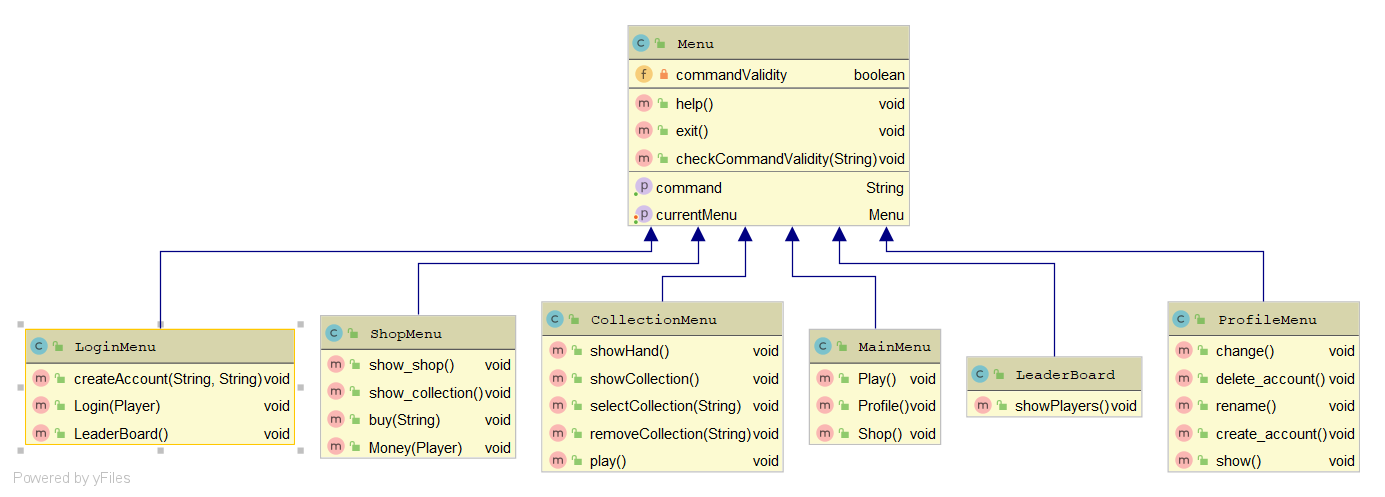 C Menu
f commandValidity boolean
m help() void
m exit() void
m checkCommandValidity(String) void
p command String
p currentMenu Menu
C LoginMenu
m createAccount(String, String) void
m Login(Player) void
m LeaderBoard() void
C ShopMenu
m show_shop() void
m show_collection() void
m buy(String) void
m Money(Player) void
C CollectionMenu
m showHand() void
m showCollection() void
m selectCollection(String) void
m removeCollection(String) void
m play() void
C MainMenu
m Play() void
m Profile() void
m Shop() void
C LeaderBoard
m showPlayers() void
C ProfileMenu
m change() void
m delete_account() void
m rename() void
m create_account() void
m show() void
Powered by yFiles